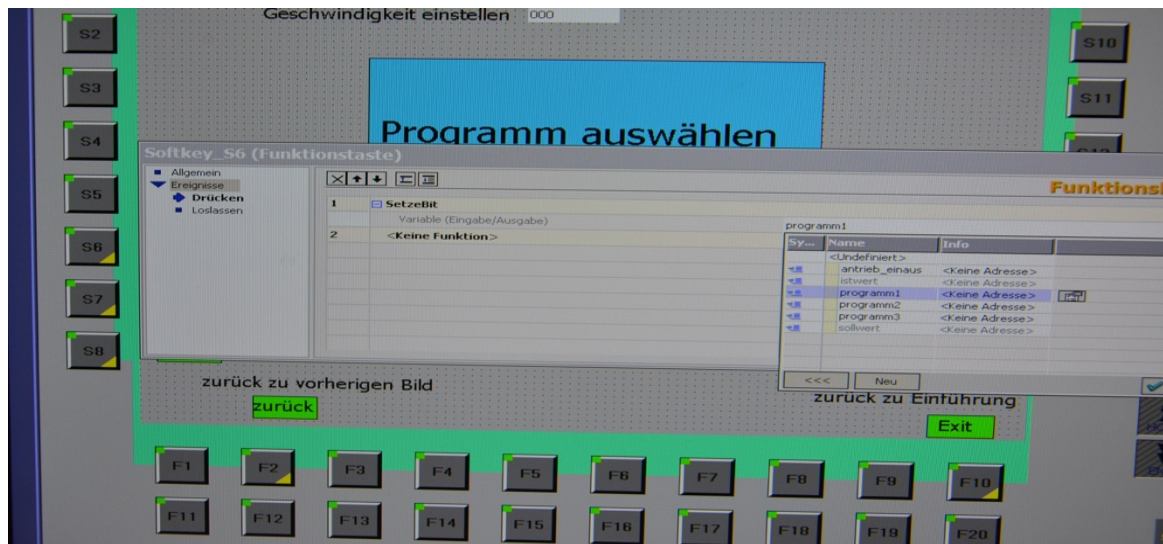 Geschwindigkeit einstellen 000
S2
S10
S3
S11
Programm auswählen
S4
Softkey_S6 (Funktionstaste)
Allgemein
Ereignisse
Drücken
Loslassen
Funktionsl
1 SetzeBit
Variable (Eingabe/Ausgabe)
2 <Keine Funktion>
S5
S6
S7
S8
programm1
Sy... Name Info
<Undefiniert>
antrieb_einaus <Keine Adresse>
istwert <Keine Adresse>
programm1 <Keine Adresse>
programm2 <Keine Adresse>
programm3 <Keine Adresse>
sollwert <Keine Adresse>
<<< Neu
zurück zu vorherigen Bild
zurück zu Einführung
zurück
Exit
F1 F2 F3 F4 F5 F6 F7 F8 F9 F10
F11 F12 F13 F14 F15 F16 F17 F18 F19 F20